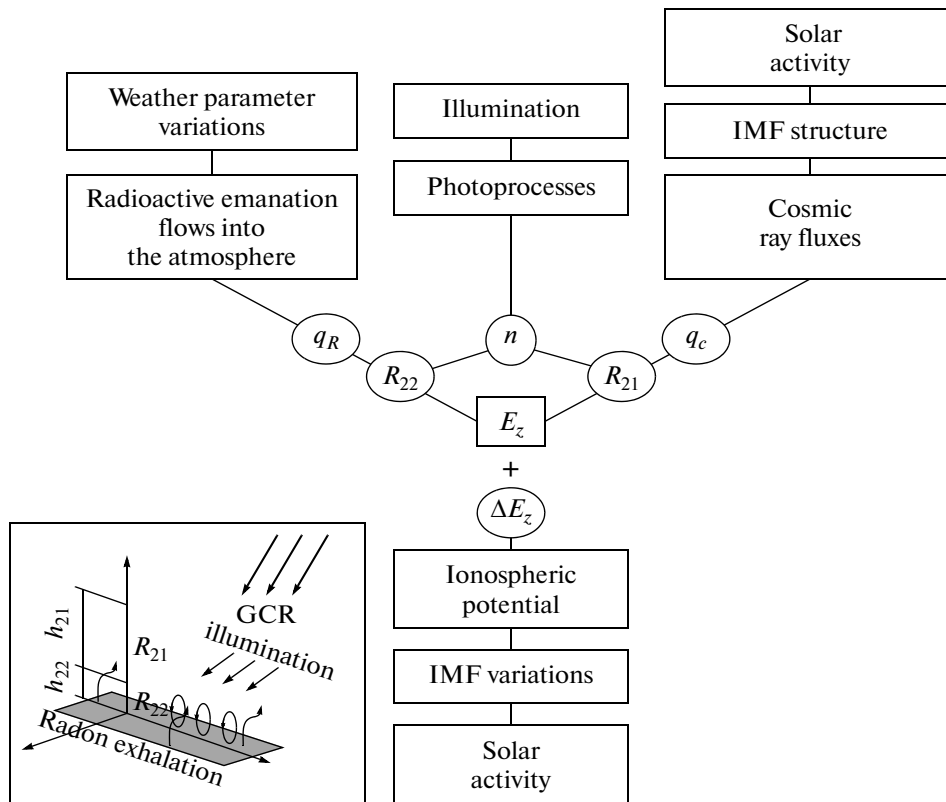 Solar
activity
Weather parameter
variations
Illumination
IMF structure
Radioactive emanation
flows into
the atmosphere
Photoprocesses
Cosmic
ray fluxes
q_R
n
q_c
R_22
R_21
E_z
+
ΔE_z
Ionospheric
potential
IMF variations
Solar
activity
GCR
illumination
h_21
R_21
h_22
R_22
Radon exhalation